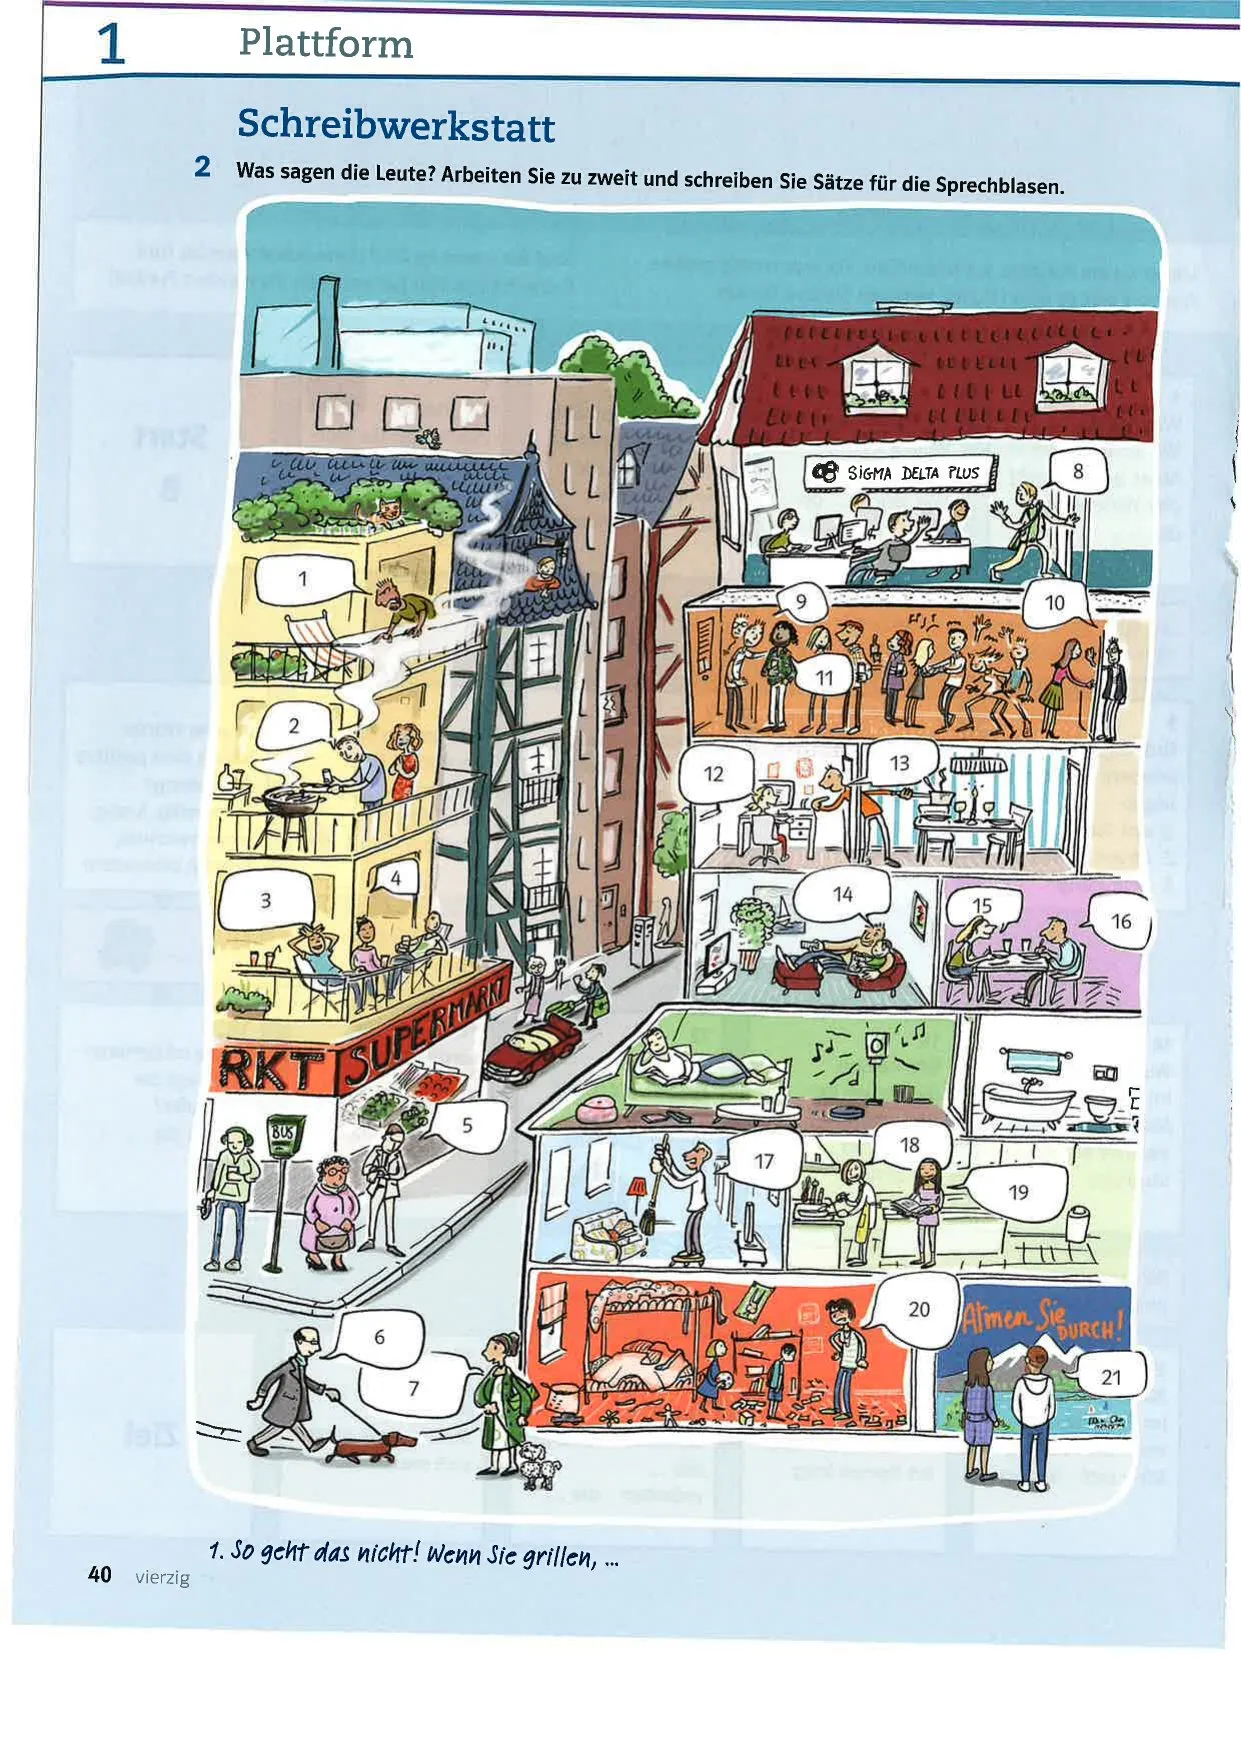 1 Plattform
Schreibwerkstatt
2 Was sagen die Leute? Arbeiten Sie zu zweit und schreiben Sie Sätze für die Sprechblasen.
SIGMA DELTA PLUS
8
1
9
10
11
2
12
13
3
4
14
15
16
RKT SUPERMARKT
BUS
5
17
18
19
6
7
20
Atmen Sie
DURCH!
21
1. So geht das nicht! Wenn Sie grillen, ...
40 vierzig